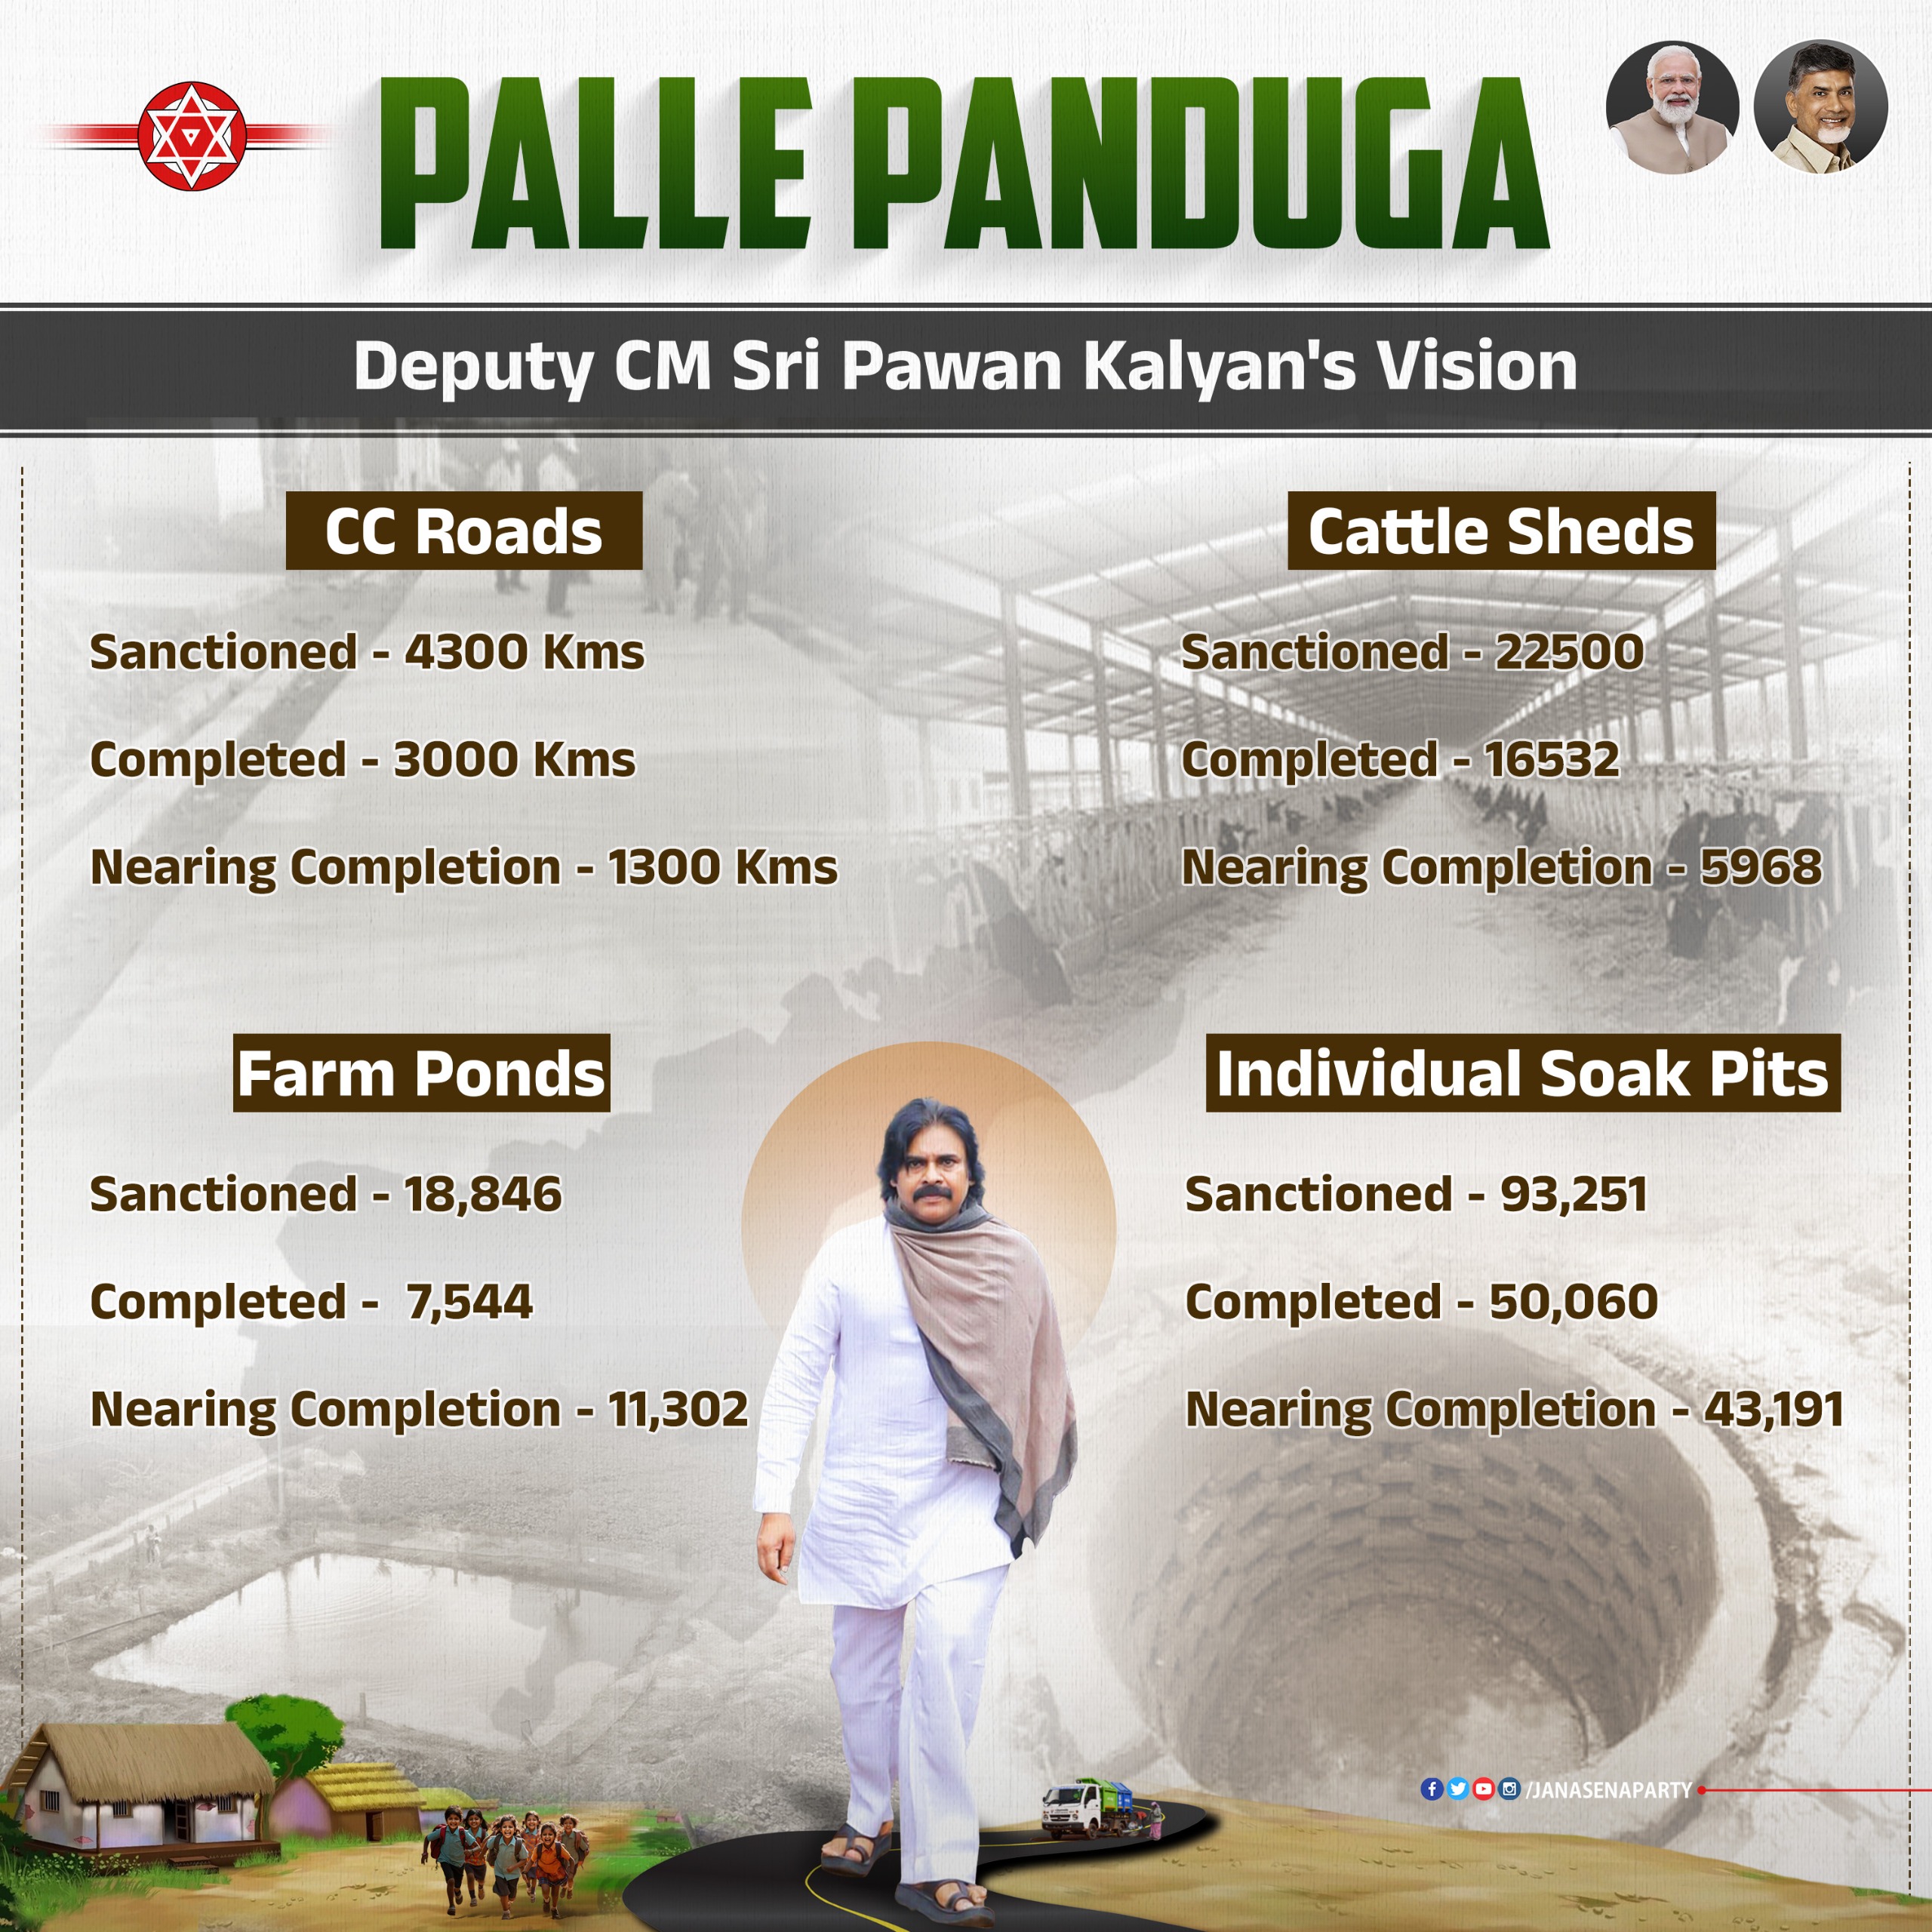 PALLE PANDUGA
Deputy CM Sri Pawan Kalyan's Vision
CC Roads
Sanctioned - 4300 Kms
Completed - 3000 Kms
Nearing Completion - 1300 Kms
Cattle Sheds
Sanctioned - 22500
Completed - 16532
Nearing Completion - 5968
Farm Ponds
Sanctioned - 18,846
Completed - 7,544
Nearing Completion - 11,302
Individual Soak Pits
Sanctioned - 93,251
Completed - 50,060
Nearing Completion - 43,191
/JANASENAPARTY